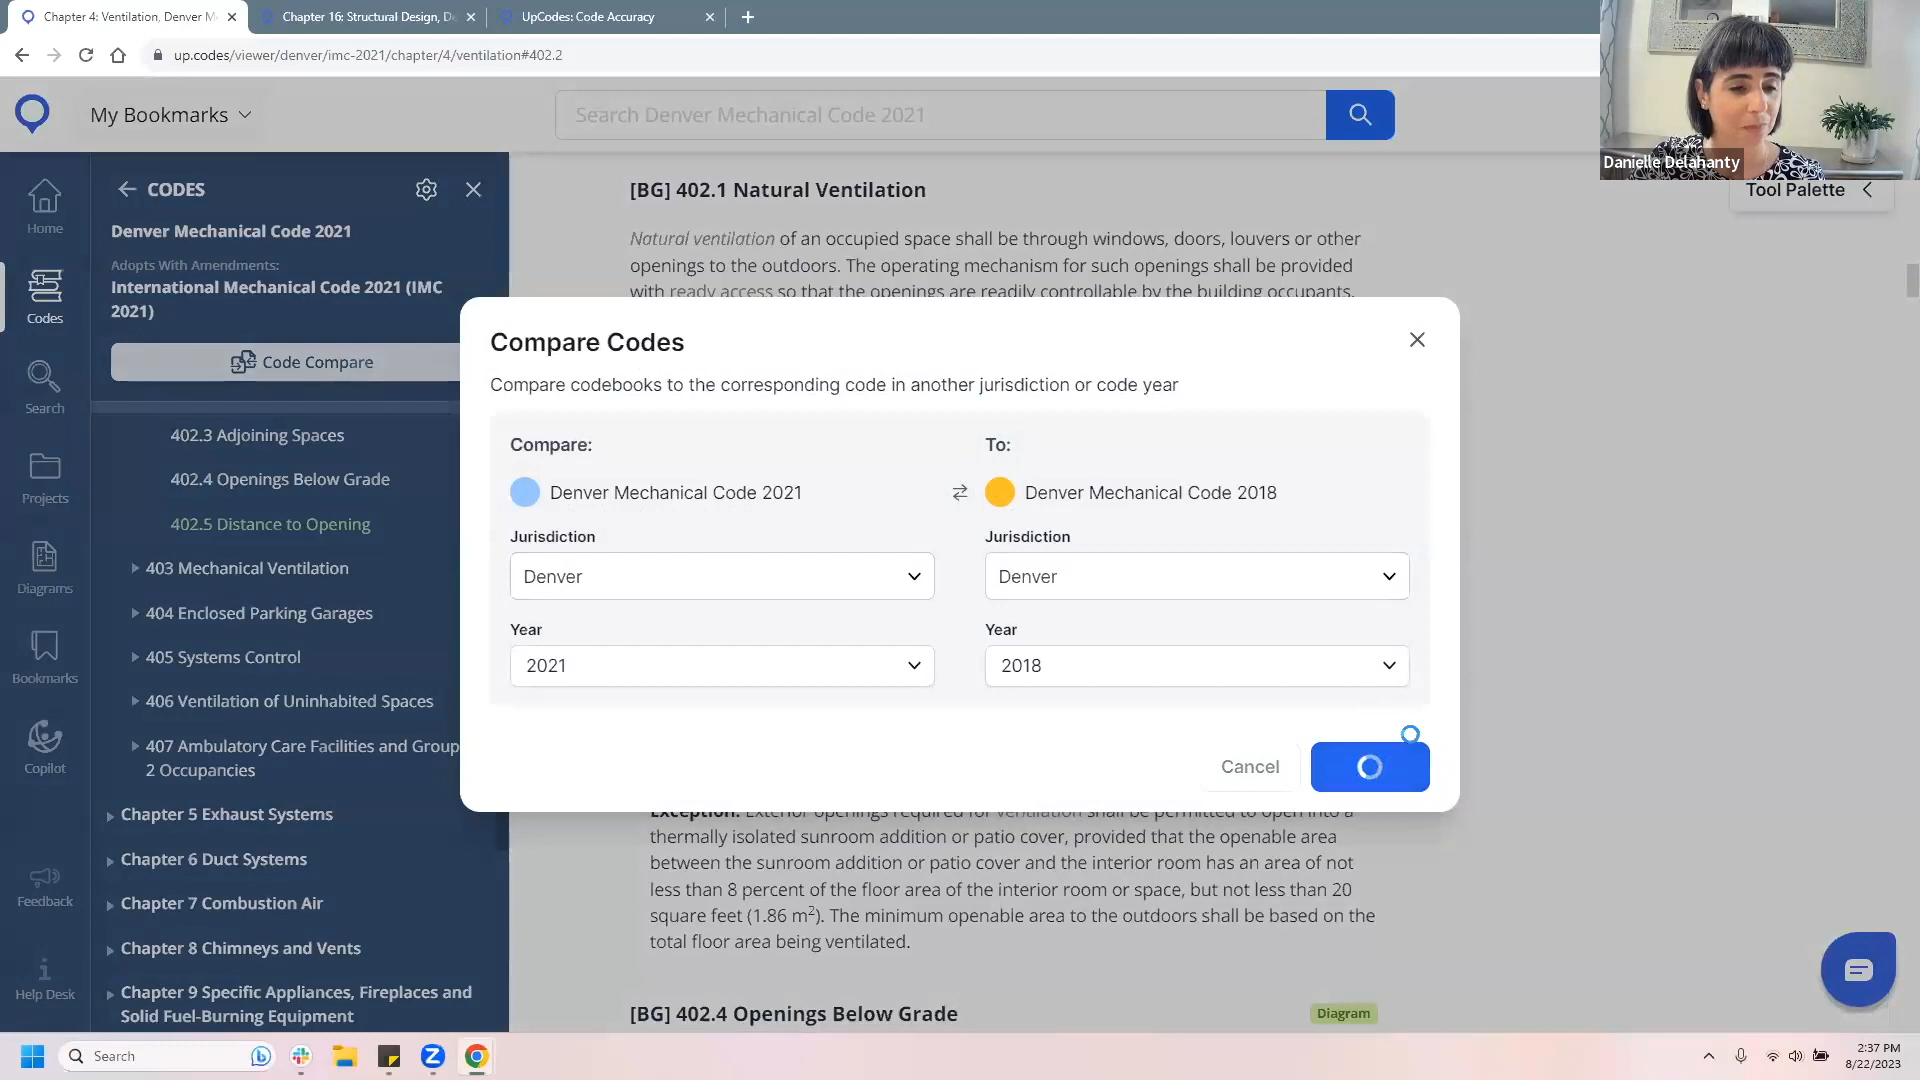 Chapter 4: Ventilation, Denver M
Chapter 16: Structural Design, De
UpCodes: Code Accuracy
up.codes/viewer/denver/imc-2021/chapter/4/ventilation#402.2
My Bookmarks
Search Denver Mechanical Code 2021
Danielle Delahanty
Tool Palette
Home
Codes
Search
Projects
Diagrams
Bookmarks
Copilot
Feedback
Help Desk
CODES
Denver Mechanical Code 2021
Adopts With Amendments:
International Mechanical Code 2021 (IMC
2021)
Code Compare
402.3 Adjoining Spaces
402.4 Openings Below Grade
402.5 Distance to Opening
403 Mechanical Ventilation
404 Enclosed Parking Garages
405 Systems Control
406 Ventilation of Uninhabited Spaces
407 Ambulatory Care Facilities and Group
2 Occupancies
Chapter 5 Exhaust Systems
Chapter 6 Duct Systems
Chapter 7 Combustion Air
Chapter 8 Chimneys and Vents
Chapter 9 Specific Appliances, Fireplaces and
Solid Fuel-Burning Equipment
[BG] 402.1 Natural Ventilation
Natural ventilation of an occupied space shall be through windows, doors, louvers or other
openings to the outdoors. The operating mechanism for such openings shall be provided
with ready access so that the openings are readily controllable by the building occupants.
Compare Codes
Compare codebooks to the corresponding code in another jurisdiction or code year
Compare:
Denver Mechanical Code 2021
Jurisdiction
Denver
Year
2021
To:
Denver Mechanical Code 2018
Jurisdiction
Denver
Year
2018
Cancel
Exception: Exterior openings required for ventilation shall be permitted to open into a
thermally isolated sunroom addition or patio cover, provided that the openable area
between the sunroom addition or patio cover and the interior room has an area of not
less than 8 percent of the floor area of the interior room or space, but not less than 20
square feet (1.86 m²). The minimum openable area to the outdoors shall be based on the
total floor area being ventilated.
[BG] 402.4 Openings Below Grade
Diagram
Search
2:37 PM
8/22/2023